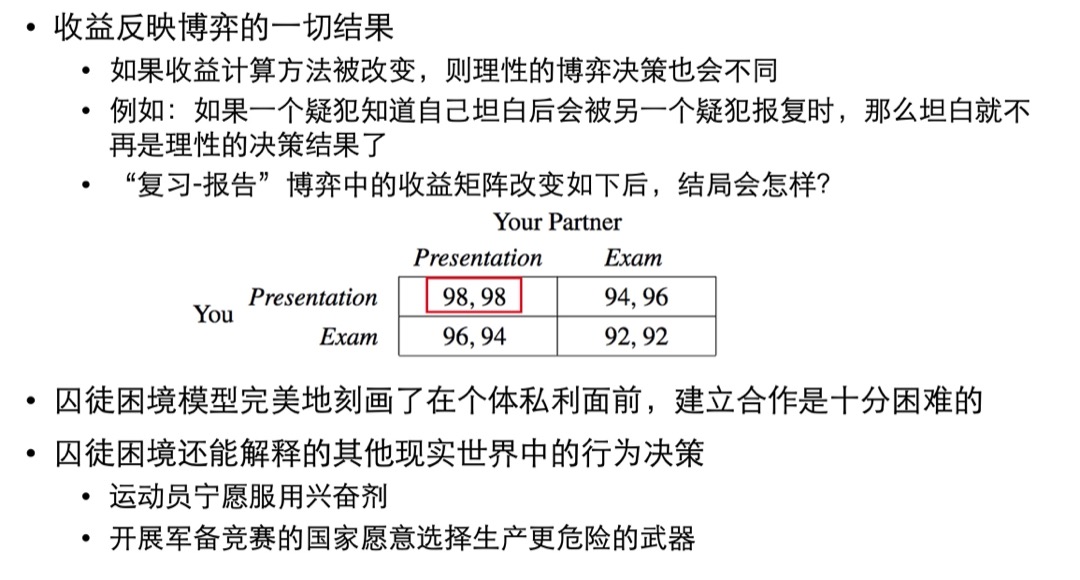 • 收益反映博弈的一切结果
• 如果收益计算方法被改变，则理性的博弈决策也会不同
• 例如：如果一个疑犯知道自己坦白后会被另一个疑犯报复时，那么坦白就不
再是理性的决策结果了
• “复习-报告”博弈中的收益矩阵改变如下后，结局会怎样?
Your Partner
Presentation Exam
You
Presentation 98, 98 94, 96
Exam 96, 94 92, 92
• 囚徒困境模型完美地刻画了在个体私利面前，建立合作是十分困难的
• 囚徒困境还能解释的其他现实世界中的行为决策
• 运动员宁愿服用兴奋剂
• 开展军备竞赛的国家愿意选择生产更危险的武器